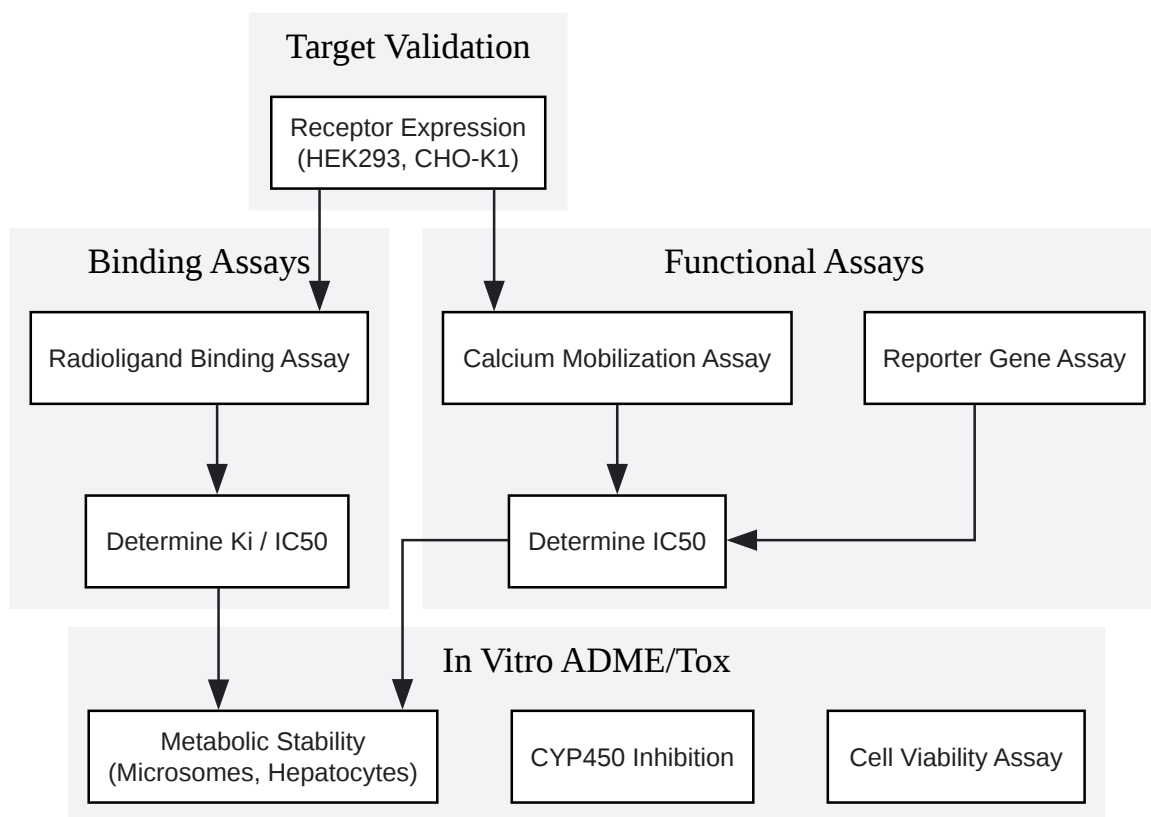 Target Validation
Receptor Expression
(HEK293, CHO-K1)
Binding Assays
Functional Assays
Radioligand Binding Assay
Calcium Mobilization Assay
Reporter Gene Assay
Determine Ki / IC50
Determine IC50
In Vitro ADME/Tox
Metabolic Stability
(Microsomes, Hepatocytes)
CYP450 Inhibition
Cell Viability Assay